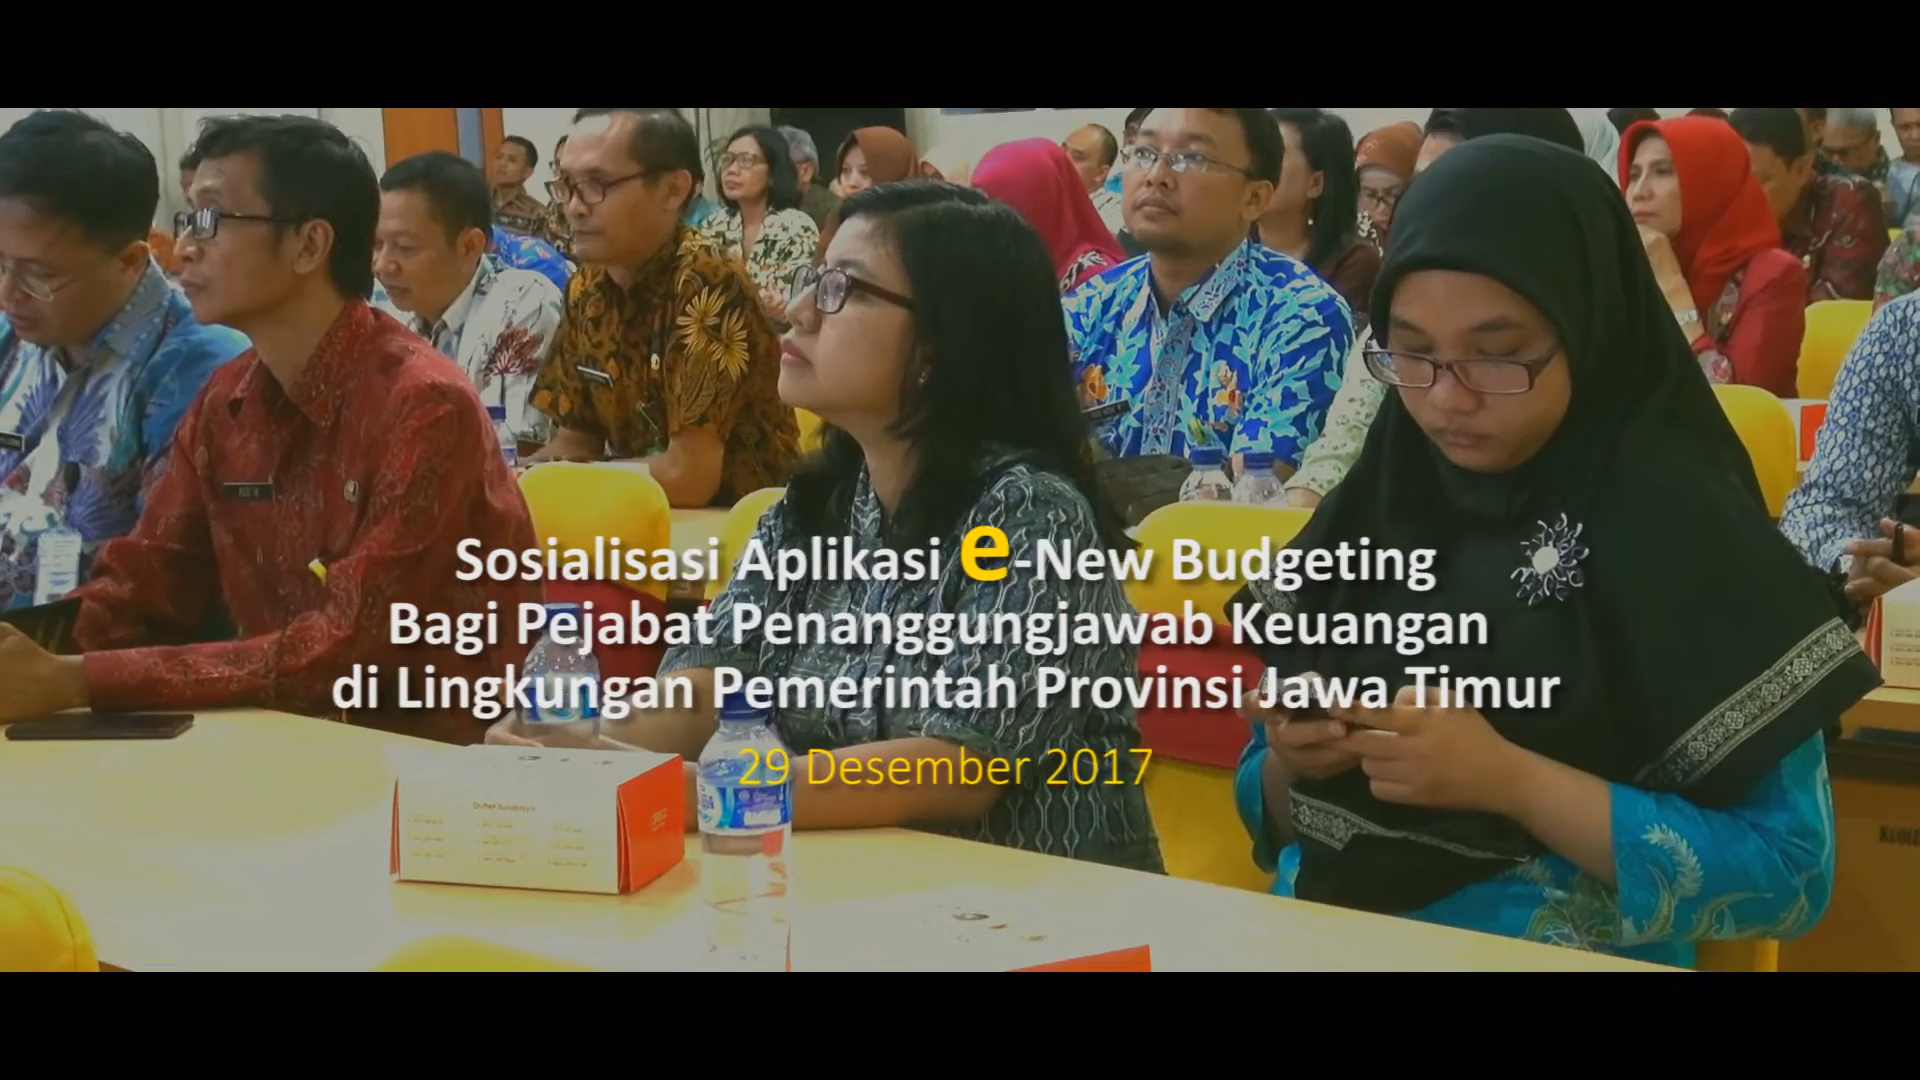 Sosialisasi Aplikasi e-New Budgeting
Bagi Pejabat Penanggungjawab Keuangan
di Lingkungan Pemerintah Provinsi Jawa Timur
29 Desember 2017